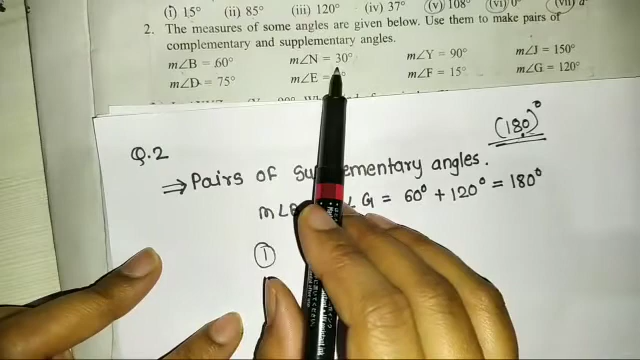 (i) 15° (ii) 85° (iii) 120° (iv) 37° (v) 108° (vi) 0° (vii) a°
2. The measures of some angles are given below. Use them to make pairs of
complementary and supplementary angles.
m∠B = 60° m∠N = 30° m∠Y = 90° m∠J = 150°
m∠D = 75° m∠E = m∠F = 15° m∠G = 120°
(180)°
Q.2
⇒ Pairs of supplementary angles.
m∠ ∠G = 60° + 120° = 180°
①